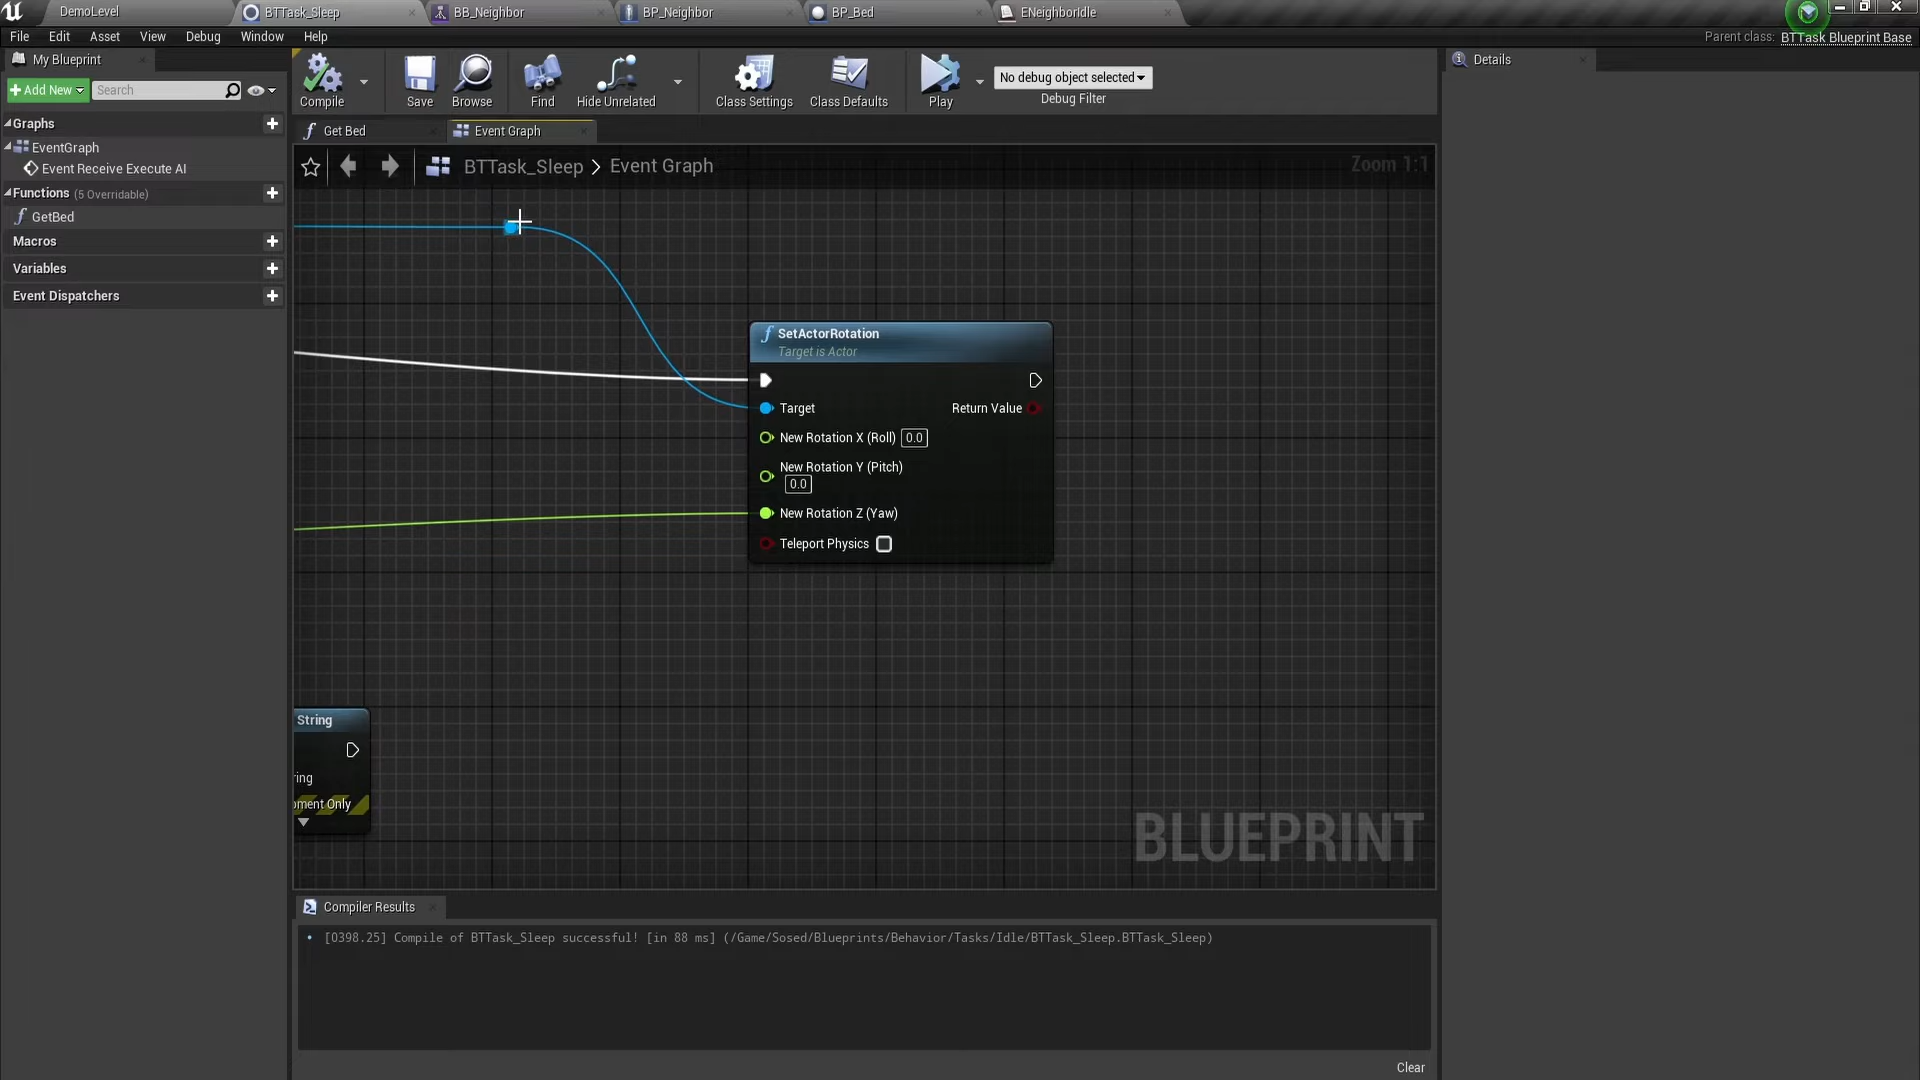 DemoLevel
BTTask_Sleep
BB_Neighbor
BP_Neighbor
BP_Bed
ENeighborIdle
File
Edit
Asset
View
Debug
Window
Help
Parent class: BTTask Blueprint Base
My Blueprint
Add New
Search
Graphs
EventGraph
Event Receive Execute AI
Functions (5 Overridable)
GetBed
Macros
Variables
Event Dispatchers
Compile
Save
Browse
Find
Hide Unrelated
Class Settings
Class Defaults
Play
No debug object selected
Debug Filter
Details
Get Bed
Event Graph
BTTask_Sleep > Event Graph
Zoom 1:1
SetActorRotation
Target is Actor
Target
Return Value
New Rotation X (Roll) 0.0
New Rotation Y (Pitch)
0.0
New Rotation Z (Yaw)
Teleport Physics
String
ring
pment Only
BLUEPRINT
Compiler Results
[0398.25] Compile of BTTask_Sleep successful! [in 88 ms] (/Game/Sosed/Blueprints/Behavior/Tasks/Idle/BTTask_Sleep.BTTask_Sleep)
Clear